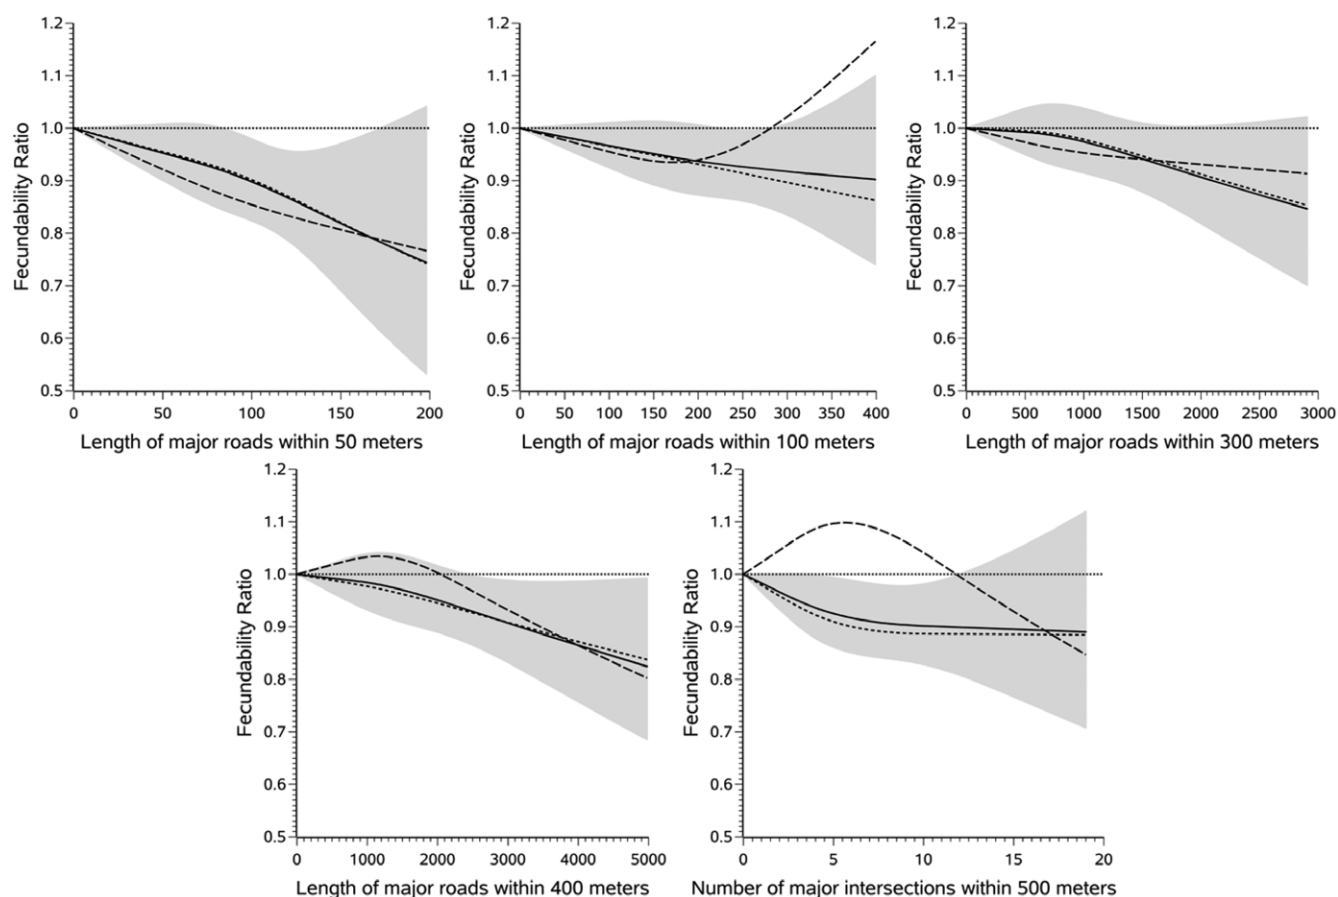 1.2
1.1
1.0
0.9
0.8
0.7
0.6
0.5
Fecundability Ratio
0 50 100 150 200
Length of major roads within 50 meters
1.2
1.1
1.0
0.9
0.8
0.7
0.6
0.5
Fecundability Ratio
0 50 100 150 200 250 300 350 400
Length of major roads within 100 meters
1.2
1.1
1.0
0.9
0.8
0.7
0.6
0.5
Fecundability Ratio
0 500 1000 1500 2000 2500 3000
Length of major roads within 300 meters
1.2
1.1
1.0
0.9
0.8
0.7
0.6
0.5
Fecundability Ratio
0 1000 2000 3000 4000 5000
Length of major roads within 400 meters
1.2
1.1
1.0
0.9
0.8
0.7
0.6
0.5
Fecundability Ratio
0 5 10 15 20
Number of major intersections within 500 meters